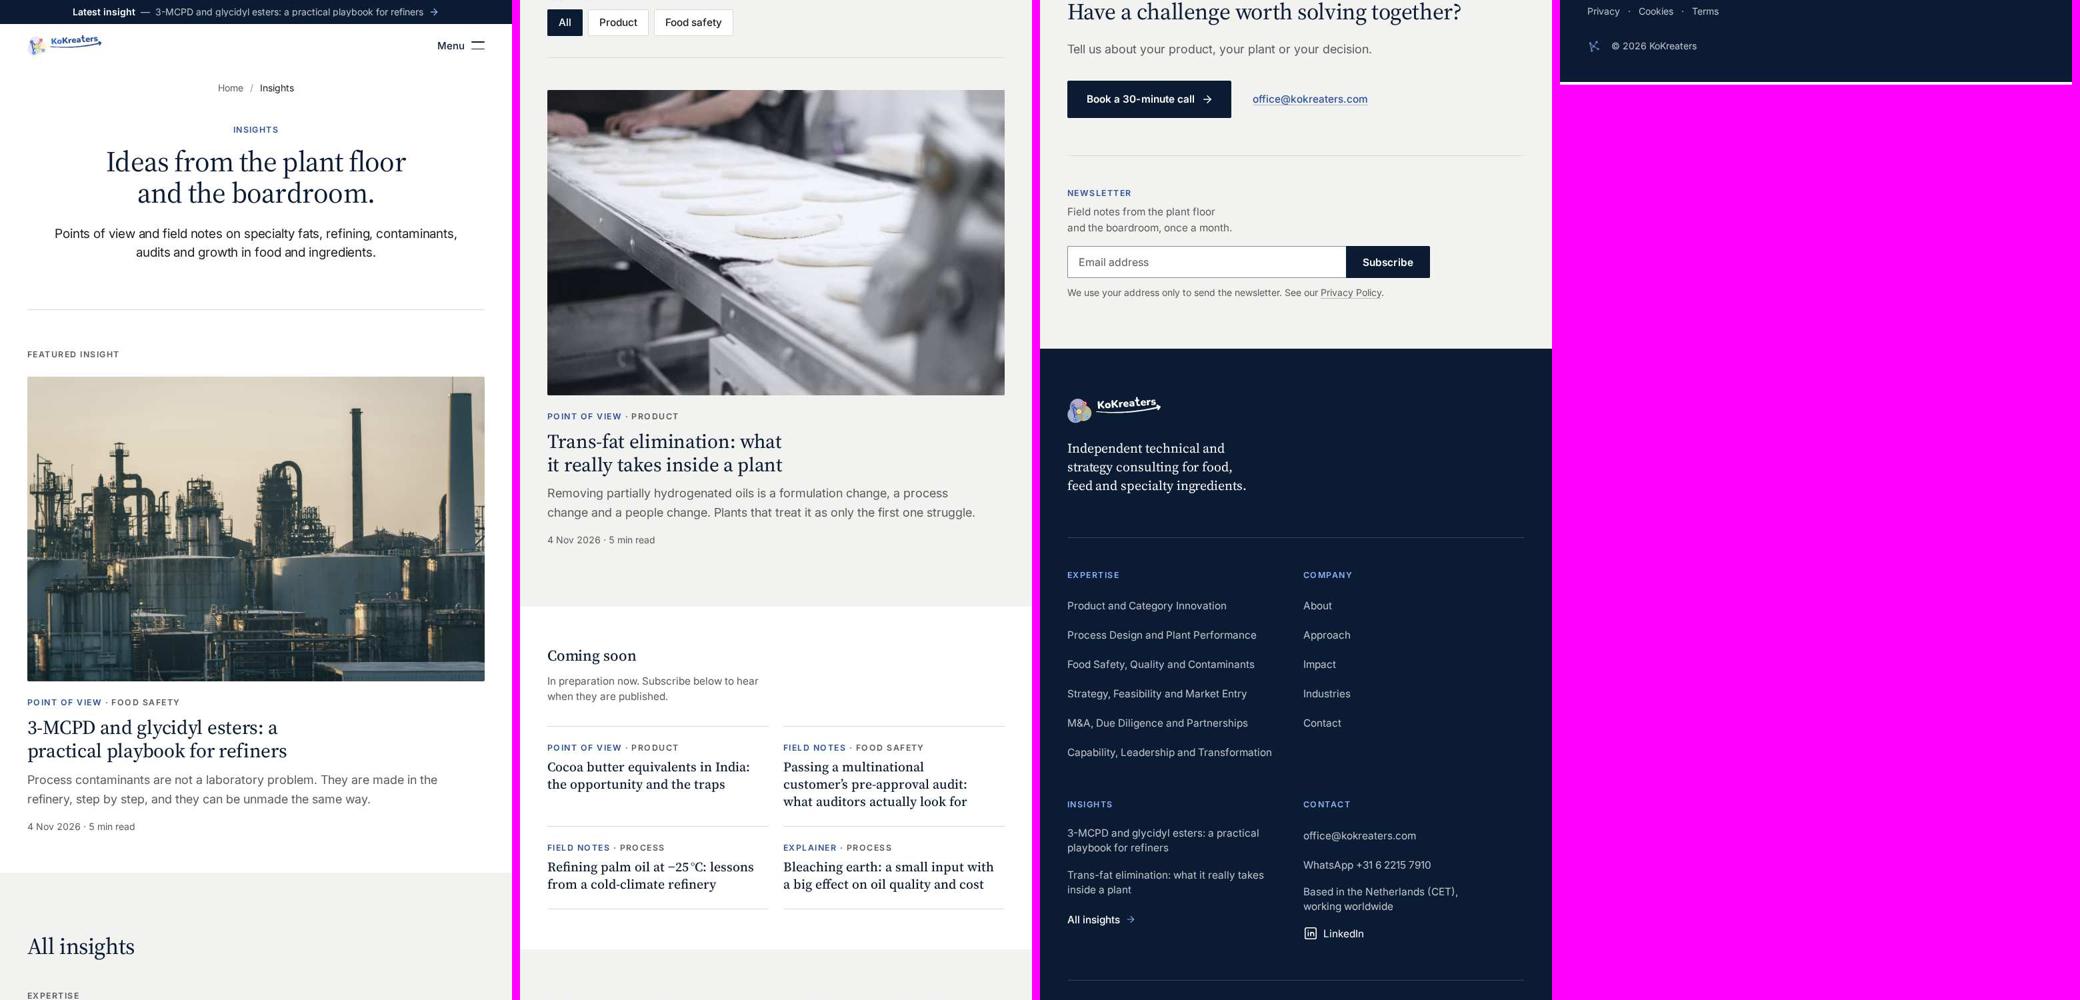 Latest insight — 3-MCPD and glycidyl esters: a practical playbook for refiners →
KoKreaters
Menu
Home / Insights
INSIGHTS
Ideas from the plant floor
and the boardroom.
Points of view and field notes on specialty fats, refining, contaminants,
audits and growth in food and ingredients.
FEATURED INSIGHT
POINT OF VIEW · FOOD SAFETY
3-MCPD and glycidyl esters: a
practical playbook for refiners
Process contaminants are not a laboratory problem. They are made in the
refinery, step by step, and they can be unmade the same way.
4 Nov 2026 · 5 min read
All insights
EXPERTISE
All
Product
Food safety
POINT OF VIEW · PRODUCT
Trans-fat elimination: what
it really takes inside a plant
Removing partially hydrogenated oils is a formulation change, a process
change and a people change. Plants that treat it as only the first one struggle.
4 Nov 2026 · 5 min read
Coming soon
In preparation now. Subscribe below to hear
when they are published.
POINT OF VIEW · PRODUCT
Cocoa butter equivalents in India:
the opportunity and the traps
FIELD NOTES · FOOD SAFETY
Passing a multinational
customer’s pre-approval audit:
what auditors actually look for
FIELD NOTES · PROCESS
Refining palm oil at −25 °C: lessons
from a cold-climate refinery
EXPLAINER · PROCESS
Bleaching earth: a small input with
a big effect on oil quality and cost
Have a challenge worth solving together?
Tell us about your product, your plant or your decision.
Book a 30-minute call →
office@kokreaters.com
NEWSLETTER
Field notes from the plant floor
and the boardroom, once a month.
Email address
Subscribe
We use your address only to send the newsletter. See our Privacy Policy.
KoKreaters
Independent technical and
strategy consulting for food,
feed and specialty ingredients.
EXPERTISE
Product and Category Innovation
Process Design and Plant Performance
Food Safety, Quality and Contaminants
Strategy, Feasibility and Market Entry
M&A, Due Diligence and Partnerships
Capability, Leadership and Transformation
COMPANY
About
Approach
Impact
Industries
Contact
INSIGHTS
3-MCPD and glycidyl esters: a practical
playbook for refiners
Trans-fat elimination: what it really takes
inside a plant
All insights →
CONTACT
office@kokreaters.com
WhatsApp +31 6 2215 7910
Based in the Netherlands (CET),
working worldwide
LinkedIn
Privacy · Cookies · Terms
© 2026 KoKreaters